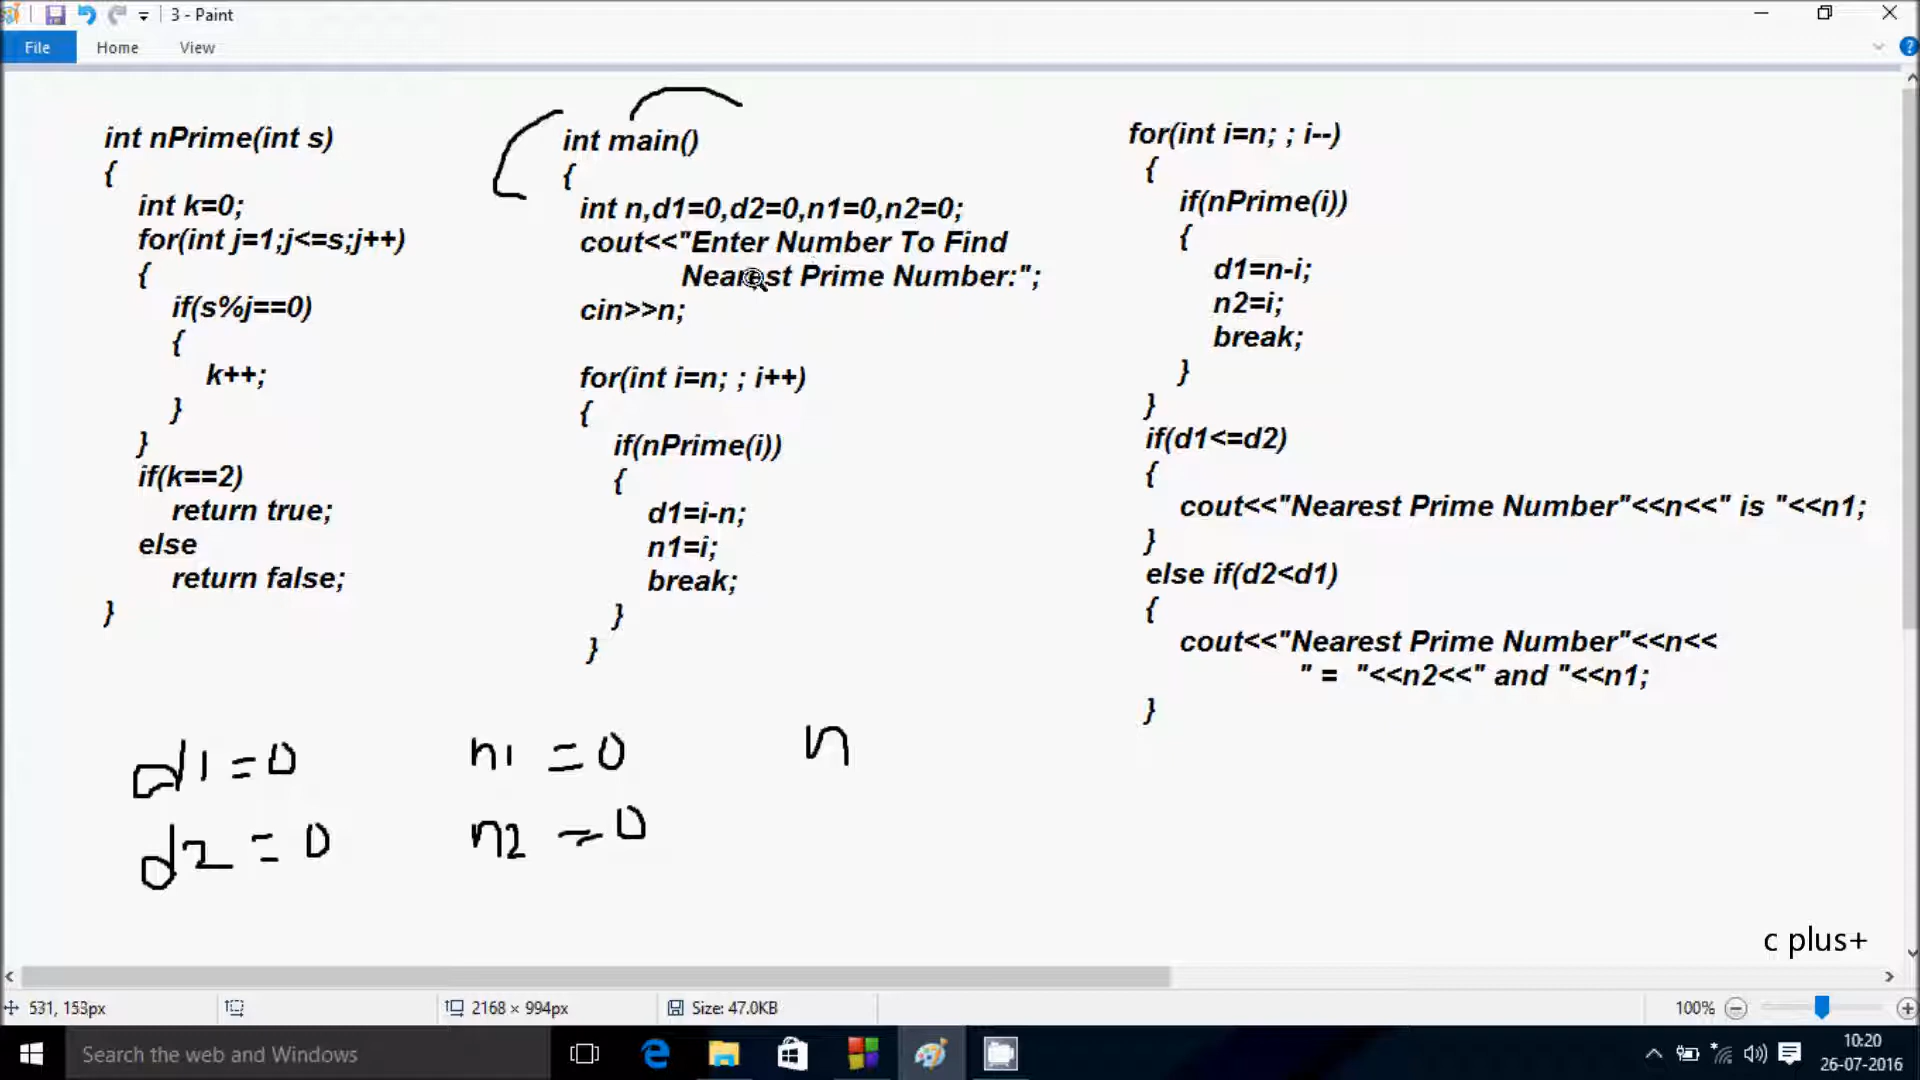 3 - Paint
File Home View
int nPrime(int s)
{
int k=0;
for(int j=1;j<=s;j++)
{
if(s%j==0)
{
k++;
}
}
if(k==2)
return true;
else
return false;
}
int main()
{
int n,d1=0,d2=0,n1=0,n2=0;
cout<<"Enter Number To Find
Nearest Prime Number:";
cin>>n;
for(int i=n; ; i++)
{
if(nPrime(i))
{
d1=i-n;
n1=i;
break;
}
}
for(int i=n; ; i--)
{
if(nPrime(i))
{
d1=n-i;
n2=i;
break;
}
}
if(d1<=d2)
{
cout<<"Nearest Prime Number"<<n<<" is "<<n1;
}
else if(d2<d1)
{
cout<<"Nearest Prime Number"<<n<<
" = "<<n2<<" and "<<n1;
}
d1=0 n1=0 n
d2=0 n2=0
c plus+
531, 153px 2168 × 994px Size: 47.0KB 100%
Search the web and Windows
10:20
26-07-2016